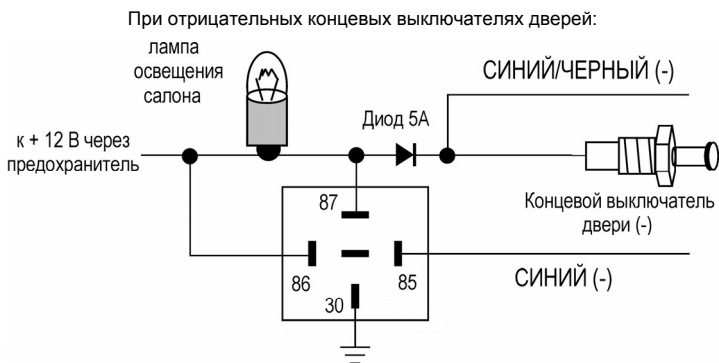 При отрицательных концевых выключателях дверей:
лампа
освещения
салона
СИНИЙ/ЧЕРНЫЙ (-)
Диод 5А
к + 12 В через
предохранитель
Концевой выключатель
двери (-)
87
86
85
30
СИНИЙ (-)